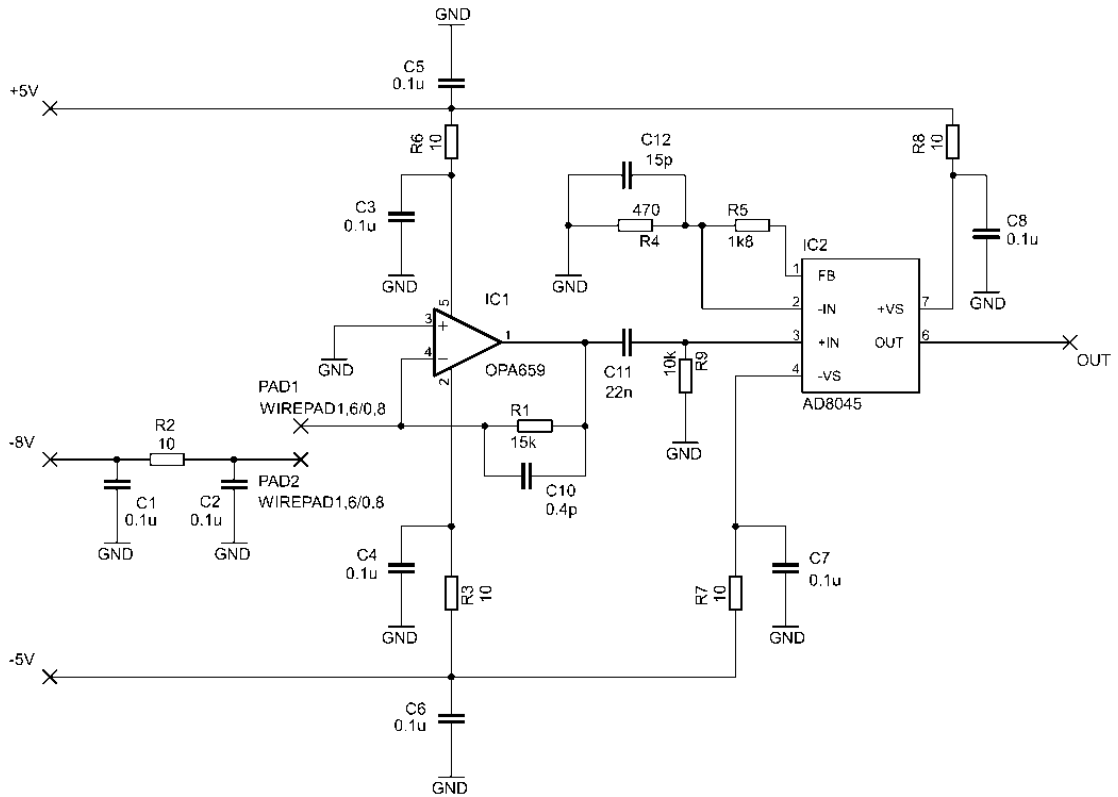 GND
C5
0.1u
+5V
R6
10
C12
15p
R8
10
C3
0.1u
470
R4
R5
1k8
C8
0.1u
IC2
GND
GND
GND
1
FB
2
-IN
+VS
7
3
+IN
OUT
6
4
-VS
AD8045
OUT
5
IC1
3
+
4
−
1
2
OPA659
GND
C11
22n
10k
R9
GND
PAD1
WIREPAD1,6/0,8
R1
15k
C10
0.4p
-8V
R2
10
PAD2
WIREPAD1,6/0.8
C1
0.1u
C2
0.1u
GND
GND
C4
0.1u
R3
10
GND
R7
10
C7
0.1u
GND
-5V
C6
0.1u
GND